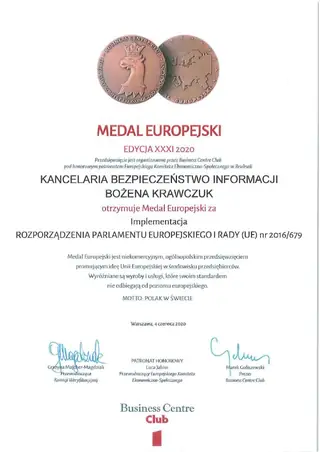 MEDAL EUROPEJSKI
EDYCJA XXXI 2020
Przedsięwzięcie jest organizowane przez Business Centre Club
pod honorowym patronatem Europejskiego Komitetu Ekonomiczno-Społecznego w Brukseli
KANCELARIA BEZPIECZEŃSTWO INFORMACJI
BOŻENA KRAWCZUK
otrzymuje Medal Europejski za
Implementacja
ROZPORZĄDZENIA PARLAMENTU EUROPEJSKIEGO I RADY (UE) nr 2016/679
Medal Europejski jest niekomercyjnym, ogólnopolskim przedsięwzięciem
promującym ideę Unii Europejskiej w środowisku przedsiębiorców.
Wyróżniane są wyroby i usługi, które swoim standardem
nie odbiegają od poziomu europejskiego.
MOTTO: POLAK W ŚWIECIE
Warszawa, 4 czerwca 2020
PATRONAT HONOROWY
Luca Jahier
Przewodniczący Europejskiego Komitetu
Ekonomiczno-Społecznego
Przewodnicząca
Komisji Weryfikacyjnej
Marek Goliszewski
Prezes
Business Centre Club
Business Centre
Club